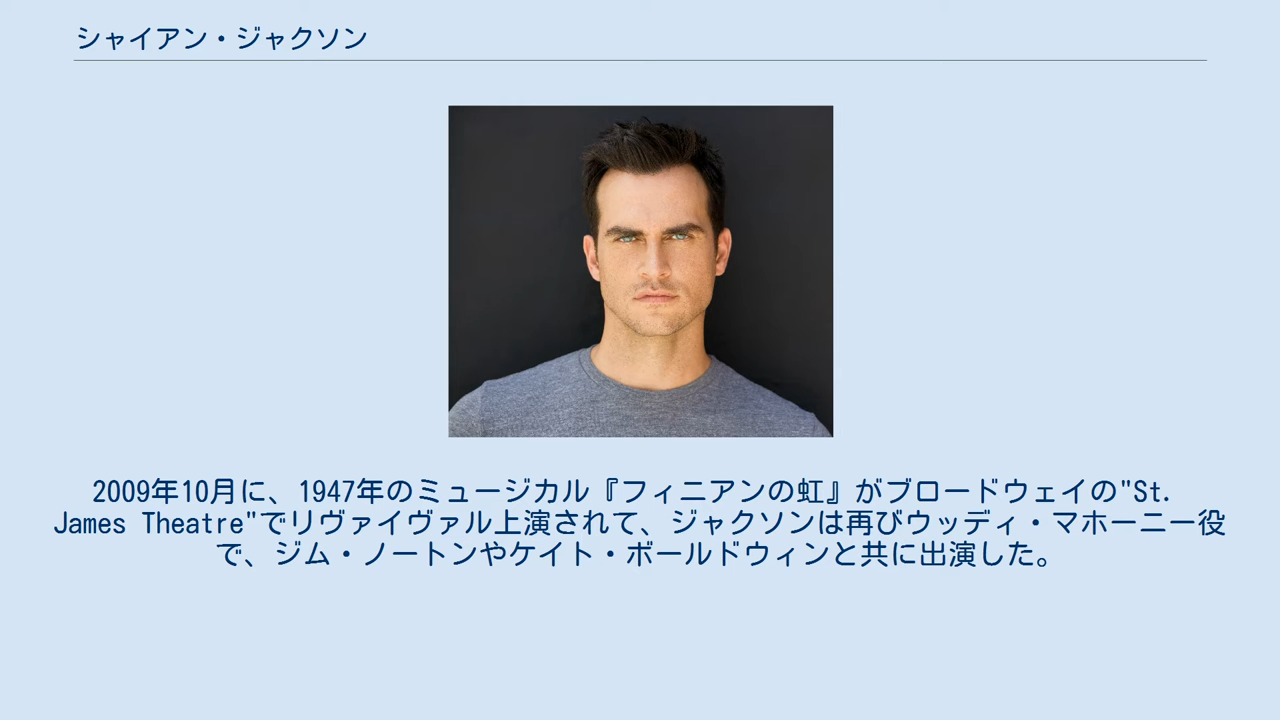 シャイアン・ジャクソン
2009年10月に、1947年のミュージカル『フィニアンの虹』がブロードウェイの"St.
James Theatre"でリヴァイヴァル上演されて、ジャクソンは再びウッディ・マホーニー役
で、ジム・ノートンやケイト・ボールドウィンと共に出演した。